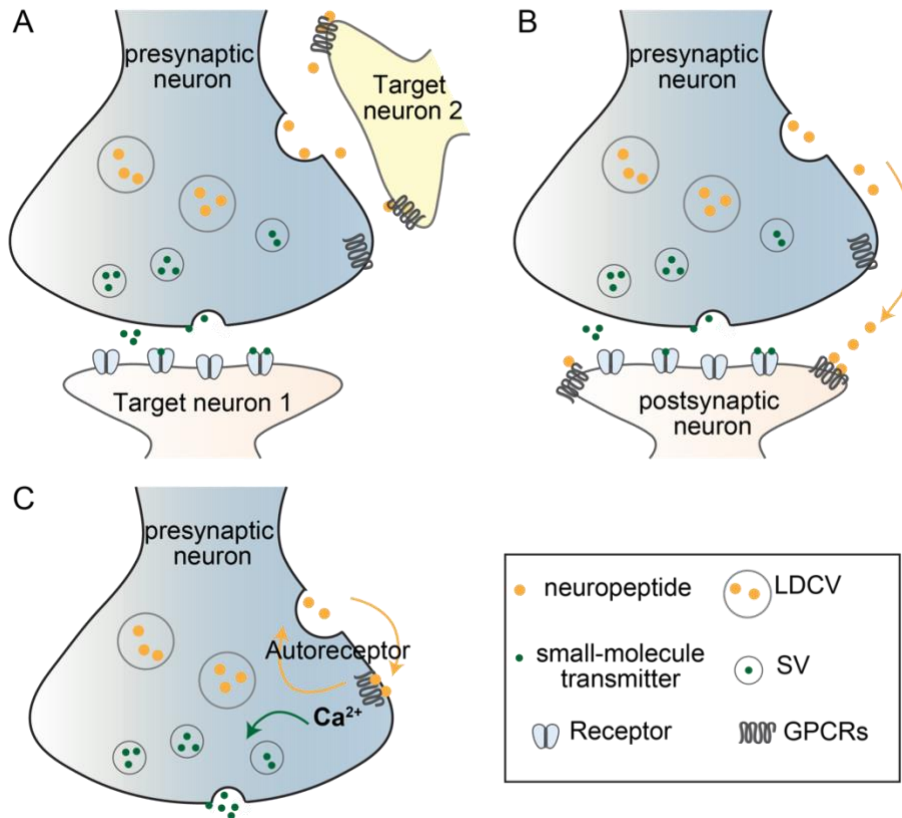 A
presynaptic
neuron
Target
neuron 2
Target neuron 1
B
presynaptic
neuron
postsynaptic
neuron
C
presynaptic
neuron
Autoreceptor
Ca²⁺
neuropeptide
LDCV
small-molecule
transmitter
SV
Receptor
GPCRs